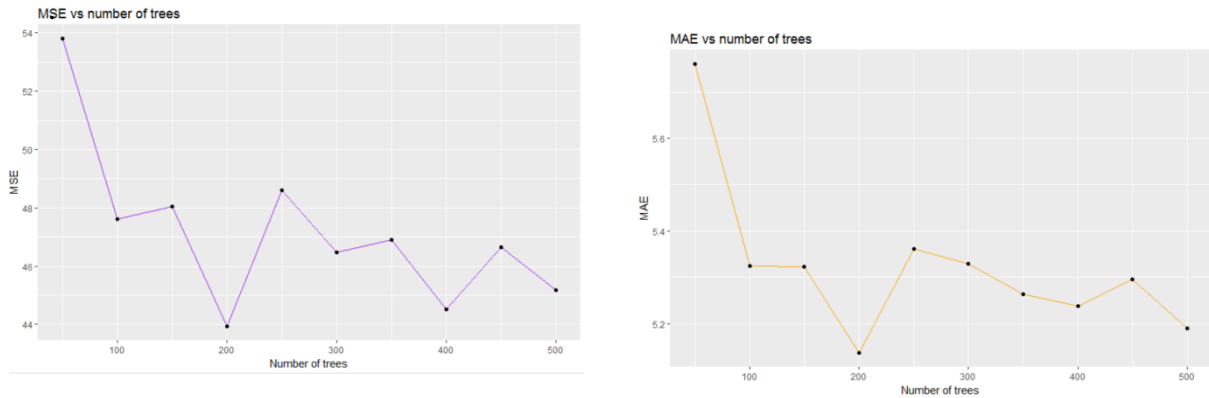 MSE vs number of trees
54
52
50
48
46
44
MSE
100 200 300 400 500
Number of trees
MAE vs number of trees
5.6
5.4
5.2
MAE
100 200 300 400 500
Number of trees